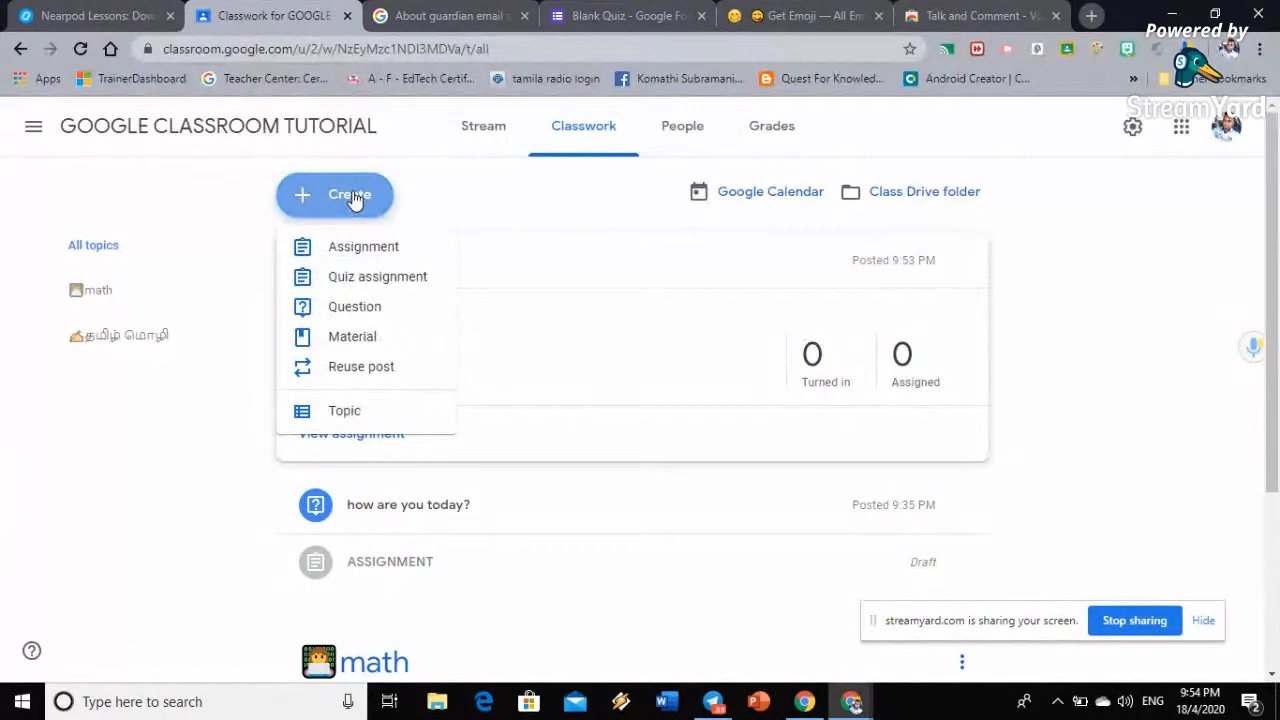 Nearpod Lessons: Dow
Classwork for GOOGLE
About guardian email s
Blank Quiz - Google Fo
Get Emoji — All Em
Talk and Comment - V
Powered by
classroom.google.com/u/2/w/NzEyMzc1NDI3MDVa/t/all
Apps
TrainerDashboard
Teacher Center: Cer...
A - F - EdTech Certif...
tamila radio login
Komathi Subramani...
Quest For Knowled...
Android Creator | C...
»
StreamYard
GOOGLE CLASSROOM TUTORIAL
Stream
Classwork
People
Grades
Create
Google Calendar
Class Drive folder
All topics
Assignment
Posted 9:53 PM
Quiz assignment
math
Question
தமிழ் மொழி
Material
0
0
Reuse post
Turned in
Assigned
Topic
View assignment
how are you today?
Posted 9:35 PM
ASSIGNMENT
Draft
streamyard.com is sharing your screen.
Stop sharing
Hide
math
Type here to search
ENG
9:54 PM
18/4/2020